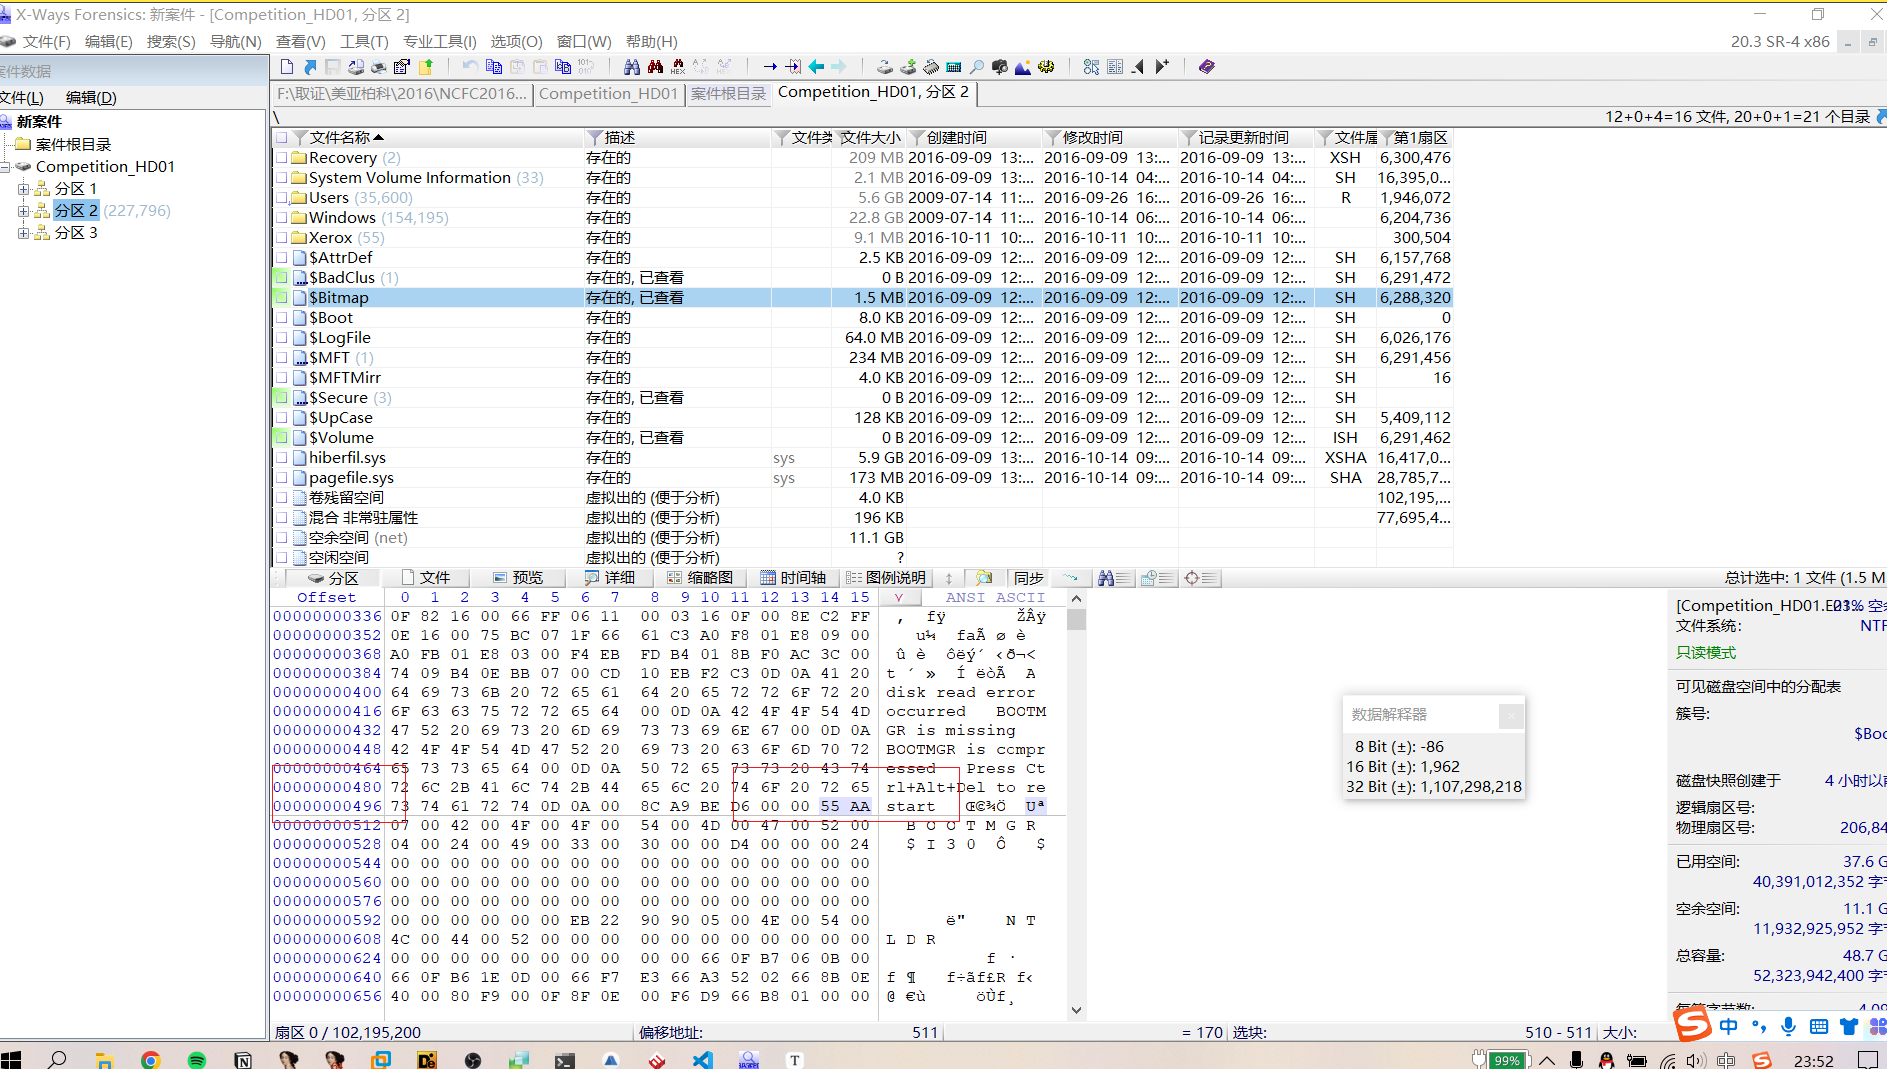 X-Ways Forensics: 新案件 - [Competition_HD01, 分区 2]
文件(F) 编辑(E) 搜索(S) 导航(N) 查看(V) 工具(T) 专业工具(I) 选项(O) 窗口(W) 帮助(H) 20.3 SR-4 x86
案件数据
文件(L) 编辑(D)
新案件
案件根目录
Competition_HD01
分区 1
分区 2 (227,796)
分区 3
F:\取证\美亚柏科\2016\NCFC2016... Competition_HD01 案件根目录 Competition_HD01, 分区 2
\ 12+0+4=16 文件, 20+0+1=21 个目录
文件名称 描述 文件类 文件大小 创建时间 修改时间 记录更新时间 文件属 第1扇区
Recovery (2) 存在的 209 MB 2016-09-09 13:... 2016-09-09 13:... 2016-09-09 13:... XSH 6,300,476
System Volume Information (33) 存在的 2.1 MB 2016-09-09 13:... 2016-10-14 04:... 2016-10-14 04:... SH 16,395,0...
Users (35,600) 存在的 5.6 GB 2009-07-14 11:... 2016-09-26 16:... 2016-09-26 16:... R 1,946,072
Windows (154,195) 存在的 22.8 GB 2009-07-14 11:... 2016-10-14 06:... 2016-10-14 06:... 6,204,736
Xerox (55) 存在的 9.1 MB 2016-10-11 10:... 2016-10-11 10:... 2016-10-11 10:... 300,504
$AttrDef 存在的 2.5 KB 2016-09-09 12:... 2016-09-09 12:... 2016-09-09 12:... SH 6,157,768
$BadClus (1) 存在的, 已查看 0 B 2016-09-09 12:... 2016-09-09 12:... 2016-09-09 12:... SH 6,291,472
$Bitmap 存在的, 已查看 1.5 MB 2016-09-09 12:... 2016-09-09 12:... 2016-09-09 12:... SH 6,288,320
$Boot 存在的 8.0 KB 2016-09-09 12:... 2016-09-09 12:... 2016-09-09 12:... SH 0
$LogFile 存在的 64.0 MB 2016-09-09 12:... 2016-09-09 12:... 2016-09-09 12:... SH 6,026,176
$MFT (1) 存在的 234 MB 2016-09-09 12:... 2016-09-09 12:... 2016-09-09 12:... SH 6,291,456
$MFTMirr 存在的 4.0 KB 2016-09-09 12:... 2016-09-09 12:... 2016-09-09 12:... SH 16
$Secure (3) 存在的, 已查看 0 B 2016-09-09 12:... 2016-09-09 12:... 2016-09-09 12:... SH
$UpCase 存在的 128 KB 2016-09-09 12:... 2016-09-09 12:... 2016-09-09 12:... SH 5,409,112
$Volume 存在的, 已查看 0 B 2016-09-09 12:... 2016-09-09 12:... 2016-09-09 12:... ISH 6,291,462
hiberfil.sys 存在的 sys 5.9 GB 2016-09-09 13:... 2016-10-14 09:... 2016-10-14 09:... XSHA 16,417,0...
pagefile.sys 存在的 sys 173 MB 2016-09-09 13:... 2016-10-14 09:... 2016-10-14 09:... SHA 28,785,7...
卷残留空间 虚拟出的 (便于分析) 4.0 KB 102,195,...
混合 非常驻属性 虚拟出的 (便于分析) 196 KB 77,695,4...
空余空间 (net) 虚拟出的 (便于分析) 11.1 GB
空闲空间 虚拟出的 (便于分析) ?
分区 文件 预览 详细 缩略图 时间轴 图例说明 同步 总计选中: 1 文件 (1.5 M
Offset 0 1 2 3 4 5 6 7 8 9 10 11 12 13 14 15 ANSI ASCII
00000000336 0F 82 16 00 66 FF 06 11 00 03 16 0F 00 8E C2 FF , fÿ ŽÂÿ
00000000352 0E 16 00 75 BC 07 1F 66 61 C3 A0 F8 01 E8 09 00 u¼ faÃ ø è
00000000368 A0 FB 01 E8 03 00 F4 EB FD B4 01 8B F0 AC 3C 00 û è ôëý´ ‹ð¬<
00000000384 74 09 B4 0E BB 07 00 CD 10 EB F2 C3 0D 0A 41 20 t ´ » Í ëòÃ A
00000000400 64 69 73 6B 20 72 65 61 64 20 65 72 72 6F 72 20 disk read error
00000000416 6F 63 63 75 72 72 65 64 00 0D 0A 42 4F 4F 54 4D occurred BOOTM
00000000432 47 52 20 69 73 20 6D 69 73 73 69 6E 67 00 0D 0A GR is missing
00000000448 42 4F 4F 54 4D 47 52 20 69 73 20 63 6F 6D 70 72 BOOTMGR is compr
00000000464 65 73 73 65 64 00 0D 0A 50 72 65 73 73 20 43 74 essed Press Ct
00000000480 72 6C 2B 41 6C 74 2B 44 65 6C 20 74 6F 20 72 65 rl+Alt+Del to re
00000000496 73 74 61 72 74 0D 0A 00 8C A9 BE D6 00 00 55 AA start Œ©¾Ö Uª
00000000512 07 00 42 00 4F 00 4F 00 54 00 4D 00 47 00 52 00 B O O T M G R
00000000528 04 00 24 00 49 00 33 00 30 00 00 D4 00 00 00 24 $ I 3 0 Ô $
00000000544 00 00 00 00 00 00 00 00 00 00 00 00 00 00 00 00
00000000560 00 00 00 00 00 00 00 00 00 00 00 00 00 00 00 00
00000000576 00 00 00 00 00 00 00 00 00 00 00 00 00 00 00 00
00000000592 00 00 00 00 00 00 EB 22 90 90 05 00 4E 00 54 00 ë" N T
00000000608 4C 00 44 00 52 00 00 00 00 00 00 00 00 00 00 00 L D R
00000000624 00 00 00 00 00 00 00 00 00 00 66 0F B7 06 0B 00 f ·
00000000640 66 0F B6 1E 0D 00 66 F7 E3 66 A3 52 02 66 8B 0E f ¶ f÷ãf£R f‹
00000000656 40 00 80 F9 00 0F 8F 0E 00 F6 D9 66 B8 01 00 00 @ €ù öÙf¸
数据解释器
8 Bit (±): -86
16 Bit (±): 1,962
32 Bit (±): 1,107,298,218
[Competition_HD01.E
文件系统: NTF
只读模式
可见磁盘空间中的分配表
簇号:
$Boo
磁盘快照创建于 4 小时以前
逻辑扇区号:
物理扇区号: 206,84
已用空间: 37.6 G
40,391,012,352 字节
空余空间: 11.1 G
11,932,925,952 字节
总容量: 48.7 G
52,323,942,400 字节
扇区 0 / 102,195,200 偏移地址: 511 = 170 选块: 510 - 511 大小:
中
99% 中 23:52